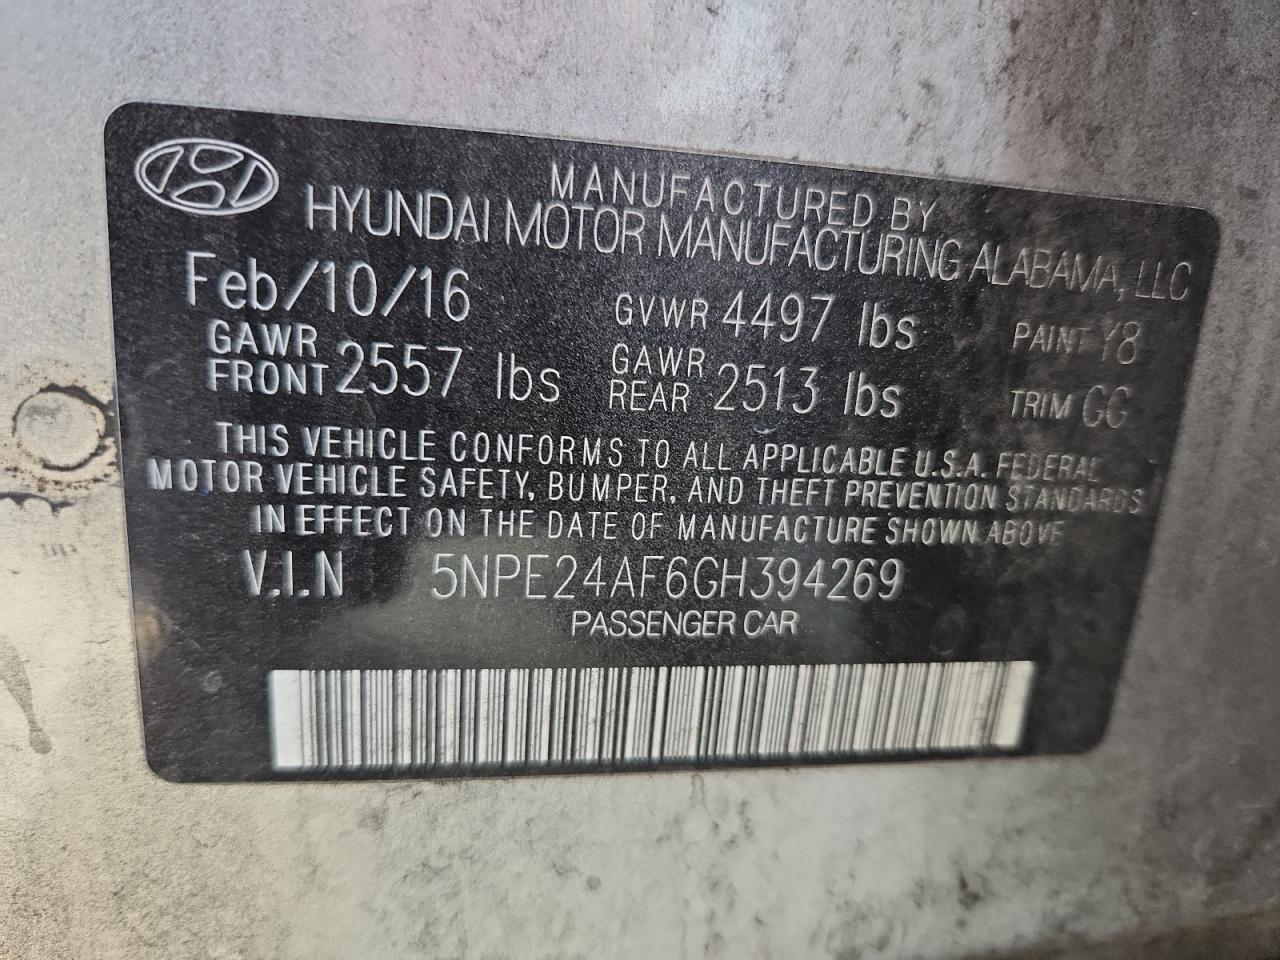 MANUFACTURED BY
HYUNDAI MOTOR MANUFACTURING ALABAMA, LLC
Feb/10/16 GVWR 4497 lbs PAINT Y8
GAWR FRONT 2557 lbs GAWR REAR 2513 lbs TRIM GG
THIS VEHICLE CONFORMS TO ALL APPLICABLE U.S.A. FEDERAL
MOTOR VEHICLE SAFETY, BUMPER, AND THEFT PREVENTION STANDARDS
IN EFFECT ON THE DATE OF MANUFACTURE SHOWN ABOVE
V.I.N 5NPE24AF6GH394269
PASSENGER CAR